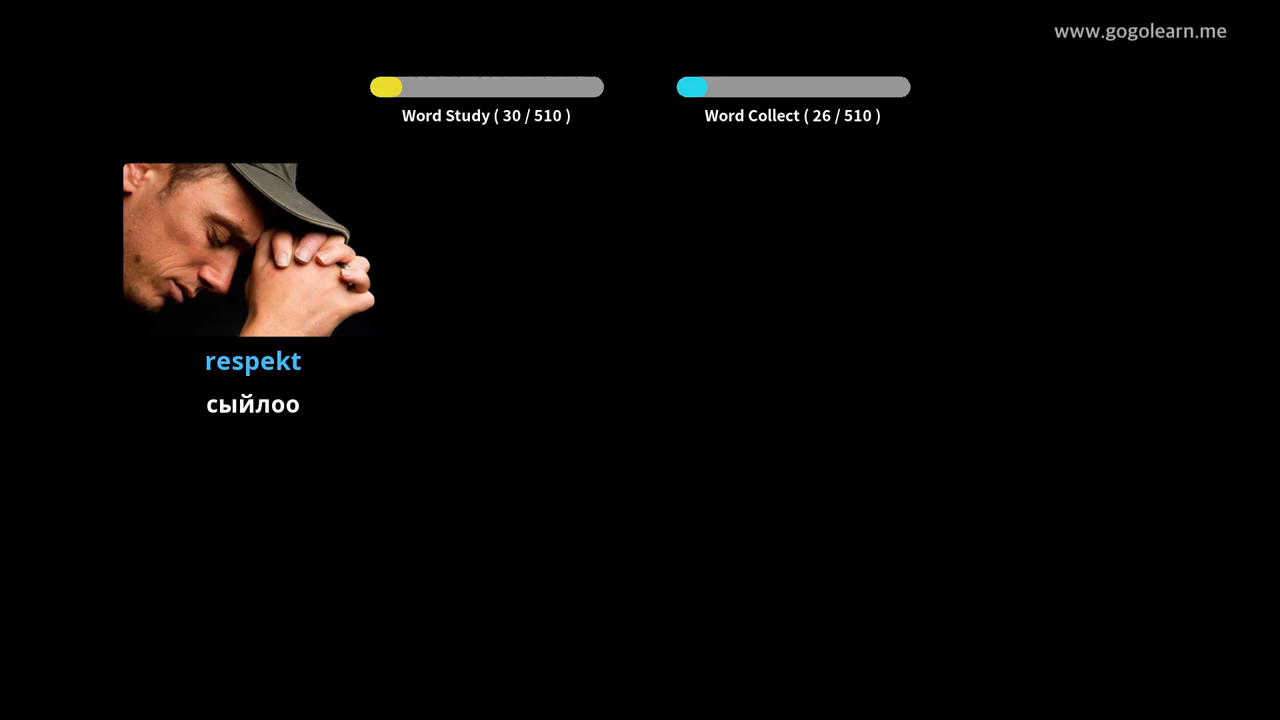 www.gogolearn.me
Word Study ( 30 / 510 )
Word Collect ( 26 / 510 )
respekt
сыйлоо